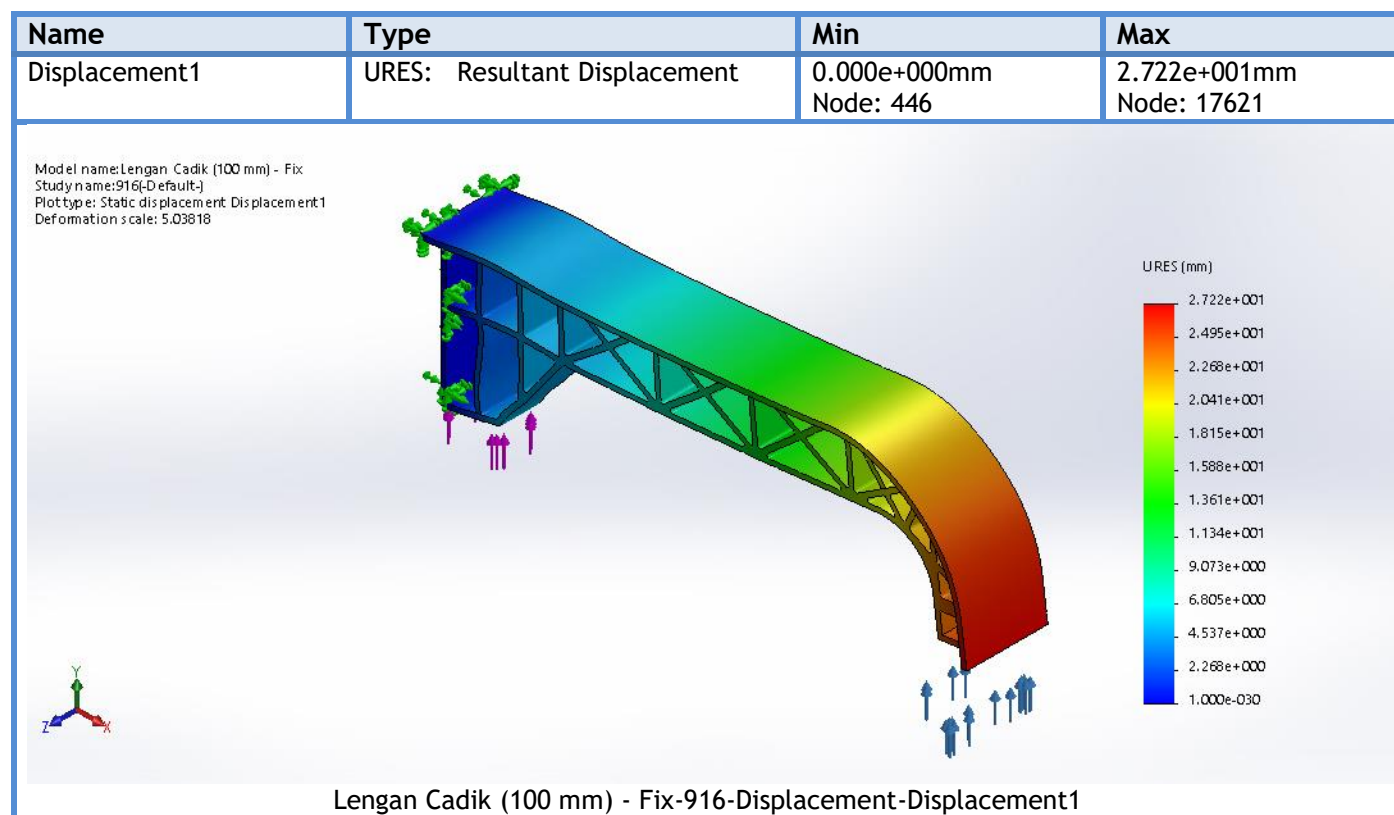 Name Type Min Max
Displacement1 URES: Resultant Displacement 0.000e+000mm 2.722e+001mm
Node: 446 Node: 17621
Model name:Lengan Cadik (100 mm) - Fix
Study name:916(-Default-)
Plot type: Static displacement Displacement1
Deformation scale: 5.03818
URES (mm)
2.722e+001
2.495e+001
2.268e+001
2.041e+001
1.815e+001
1.588e+001
1.361e+001
1.134e+001
9.073e+000
6.805e+000
4.537e+000
2.268e+000
1.000e-030
Y
Z X
Lengan Cadik (100 mm) - Fix-916-Displacement-Displacement1